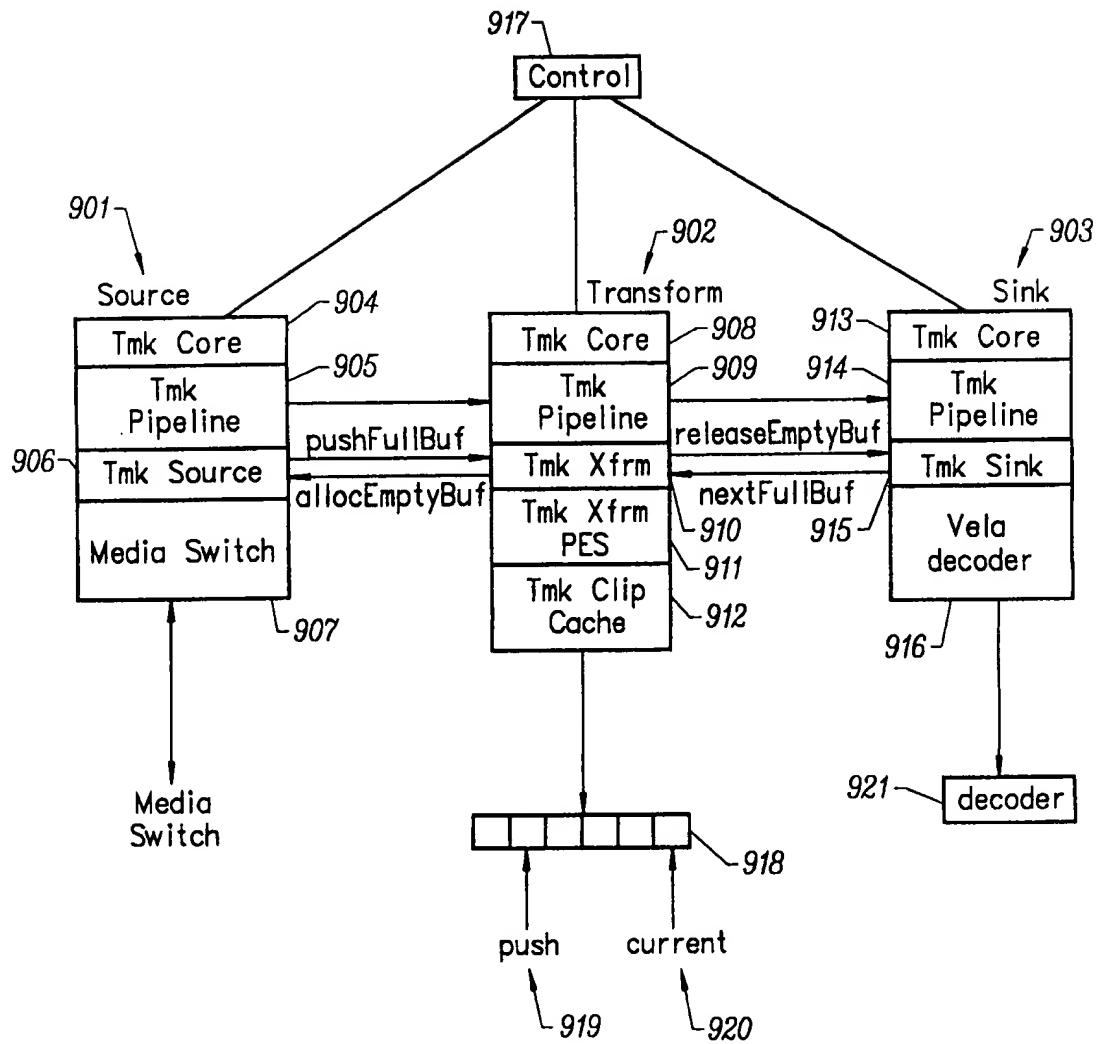 917
Control
901
902
903
Source
Transform
Sink
904
908
913
Tmk Core
Tmk Core
Tmk Core
905
909
914
Tmk
Pipeline
Tmk
Pipeline
Tmk
Pipeline
pushFullBuf
releaseEmptyBuf
906
Tmk Source
Tmk Xfrm
Tmk Sink
allocEmptyBuf
nextFullBuf
910
915
Media Switch
Tmk Xfrm
PES
Vela
decoder
911
907
Tmk Clip
Cache
912
916
Media
Switch
921
decoder
918
push
current
919
920